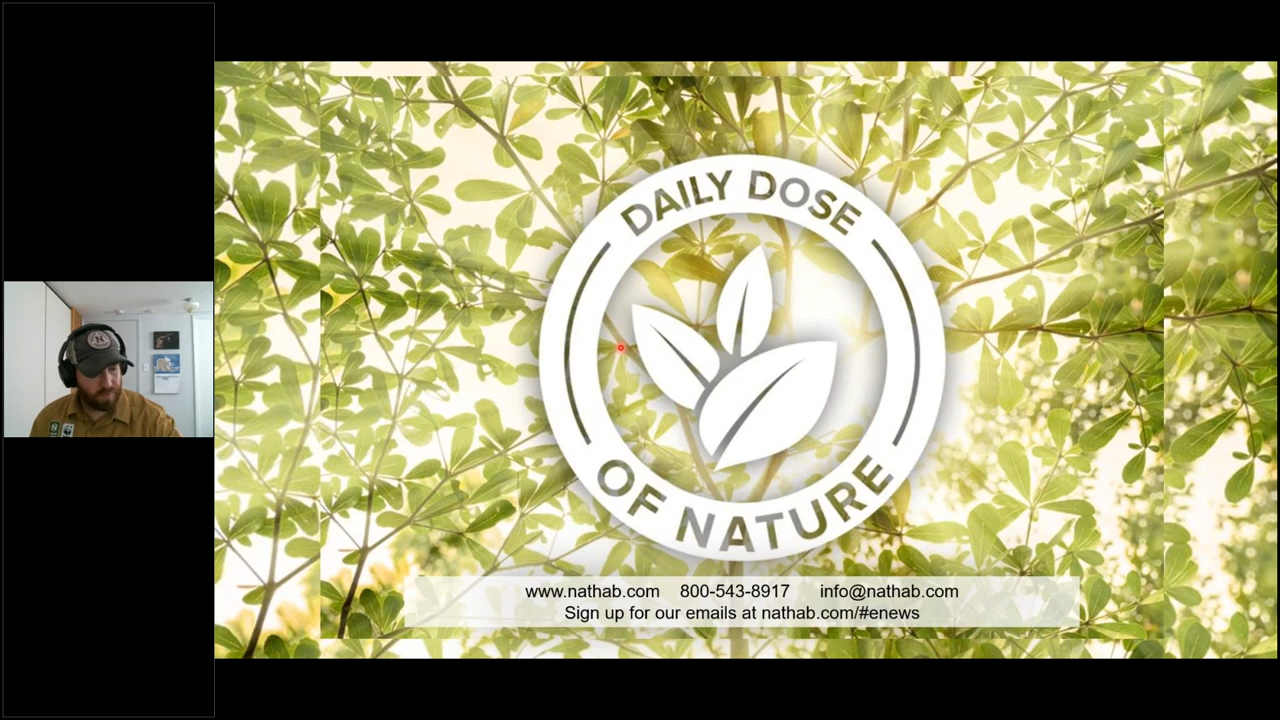 DAILY DOSE
OF NATURE
www.nathab.com 800-543-8917 info@nathab.com
Sign up for our emails at nathab.com/#enews